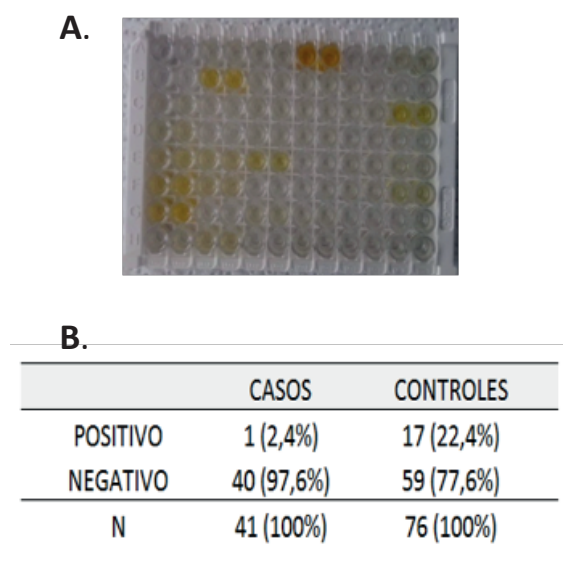 A.
B.
CASOS CONTROLES
POSITIVO 1 (2,4%) 17 (22,4%)
NEGATIVO 40 (97,6%) 59 (77,6%)
N 41 (100%) 76 (100%)